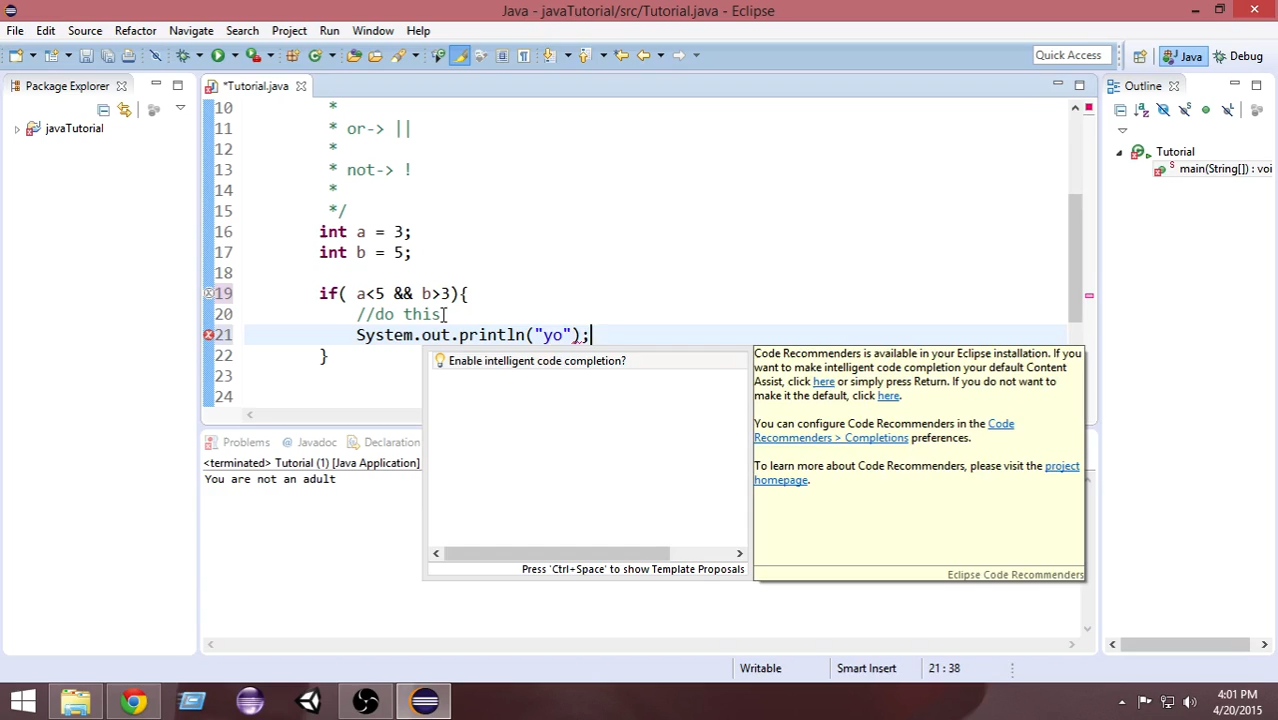 Java - javaTutorial/src/Tutorial.java - Eclipse
File Edit Source Refactor Navigate Search Project Run Window Help
Quick Access Java Debug
Package Explorer
*Tutorial.java
Outline
javaTutorial
Tutorial
main(String[]) : voi
10 *
11 * or-> ||
12 *
13 * not-> !
14 *
15 */
16 int a = 3;
17 int b = 5;
18
19 if( a<5 && b>3){
20 //do this
21 System.out.println("yo");
22 }
23
24
Enable intelligent code completion?
Press 'Ctrl+Space' to show Template Proposals
Code Recommenders is available in your Eclipse installation. If you
want to make intelligent code completion your default Content
Assist, click here or simply press Return. If you do not want to
make it the default, click here.
You can configure Code Recommenders in the Code
Recommenders > Completions preferences.
To learn more about Code Recommenders, please visit the project
homepage.
Eclipse Code Recommenders
Problems Javadoc Declaration
<terminated> Tutorial (1) [Java Application]
You are not an adult
Writable Smart Insert 21 : 38
4:01 PM
4/20/2015